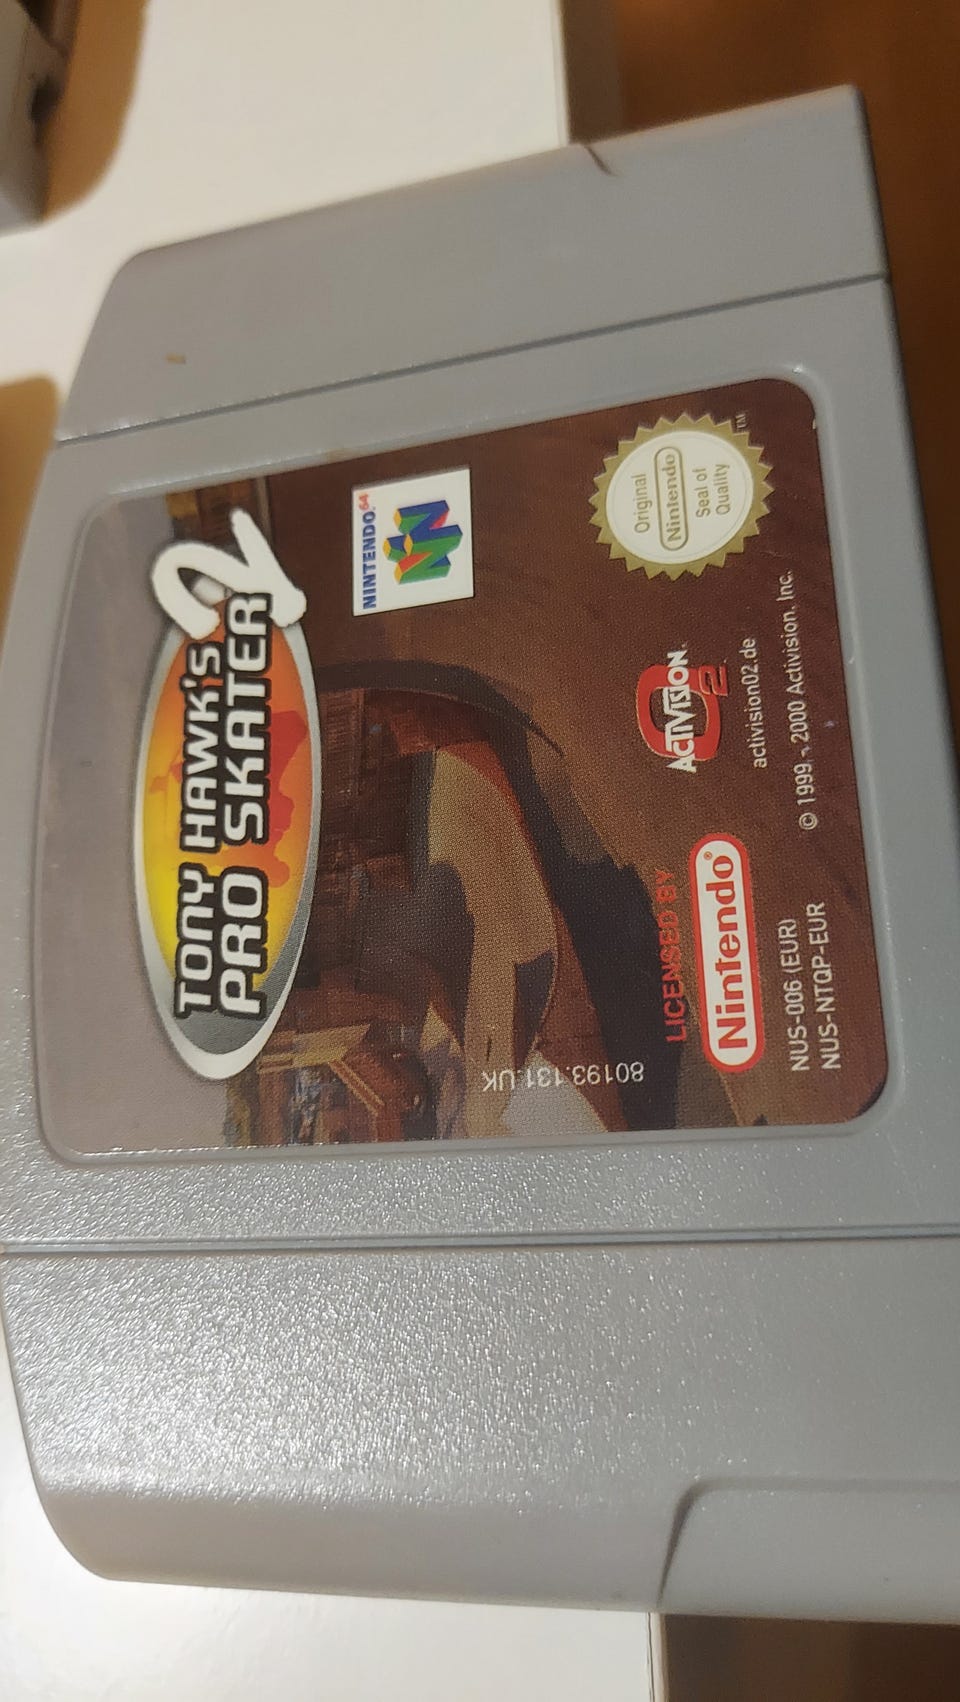 TONY HAWK'S
PRO SKATER 2
NINTENDO64
Original
Nintendo
Seal of
Quality
TM
80193.131.UK
LICENSED BY
Nintendo®
ACTIVISION
O2
activision02.de
NUS-006 (EUR)
NUS-NTQP-EUR
© 1999 - 2000 Activision, Inc.